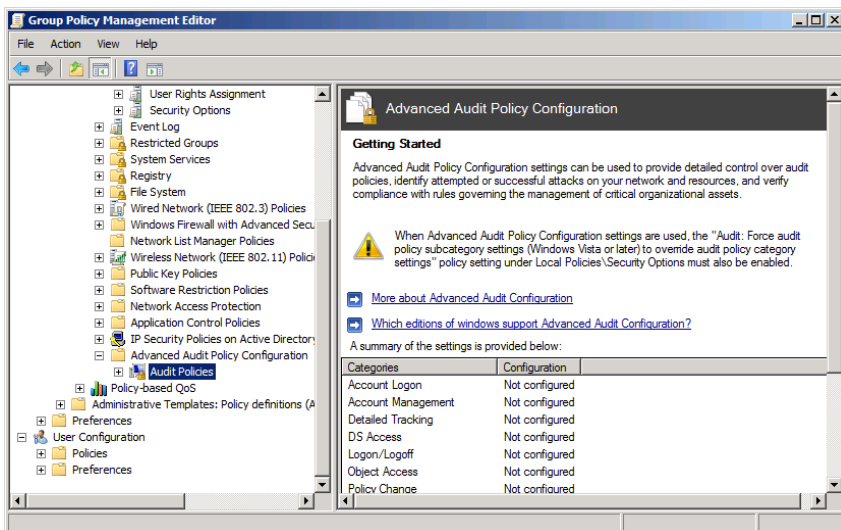 Group Policy Management Editor
File Action View Help
User Rights Assignment
Security Options
Event Log
Restricted Groups
System Services
Registry
File System
Wired Network (IEEE 802.3) Policies
Windows Firewall with Advanced Secu
Network List Manager Policies
Wireless Network (IEEE 802.11) Polici
Public Key Policies
Software Restriction Policies
Network Access Protection
Application Control Policies
IP Security Policies on Active Directory
Advanced Audit Policy Configuration
Audit Policies
Policy-based QoS
Administrative Templates: Policy definitions (A
Preferences
User Configuration
Policies
Preferences
Advanced Audit Policy Configuration
Getting Started
Advanced Audit Policy Configuration settings can be used to provide detailed control over audit
policies, identify attempted or successful attacks on your network and resources, and verify
compliance with rules governing the management of critical organizational assets.
When Advanced Audit Policy Configuration settings are used, the "Audit: Force audit
policy subcategory settings (Windows Vista or later) to override audit policy category
settings" policy setting under Local Policies\Security Options must also be enabled.
More about Advanced Audit Configuration
Which editions of windows support Advanced Audit Configuration?
A summary of the settings is provided below:
Categories Configuration
Account Logon Not configured
Account Management Not configured
Detailed Tracking Not configured
DS Access Not configured
Logon/Logoff Not configured
Object Access Not configured
Policy Change Not configured